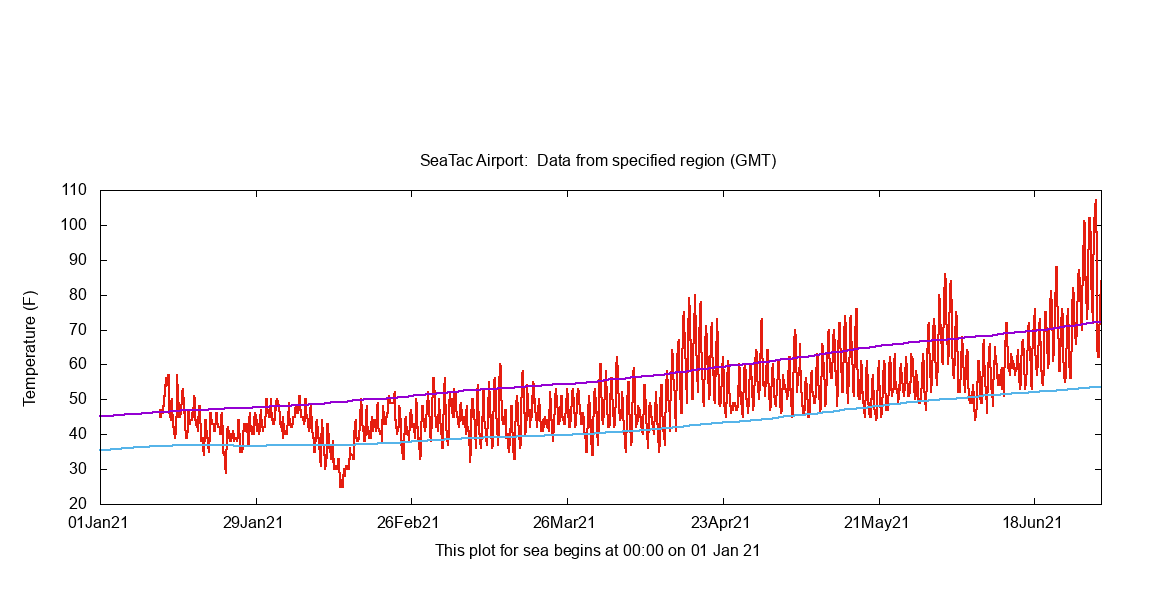 SeaTac Airport:  Data from specified region (GMT)
110
100
90
80
70
60
50
40
30
20
Temperature (F)
01Jan21 29Jan21 26Feb21 26Mar21 23Apr21 21May21 18Jun21
This plot for sea begins at 00:00 on 01 Jan 21